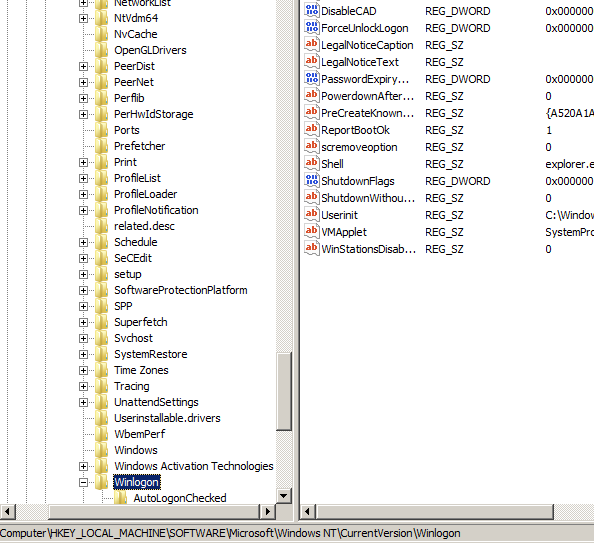 NetworkList
NtVdm64
NvCache
OpenGLDrivers
PeerDist
PeerNet
Perflib
PerHwIdStorage
Ports
Prefetcher
Print
ProfileList
ProfileLoader
ProfileNotification
related.desc
Schedule
SeCEdit
setup
SoftwareProtectionPlatform
SPP
Superfetch
Svchost
SystemRestore
Time Zones
Tracing
UnattendSettings
Userinstallable.drivers
WbemPerf
Windows
Windows Activation Technologies
Winlogon
AutoLogonChecked
DisableCAD REG_DWORD 0x000000
ForceUnlockLogon REG_DWORD 0x000000
LegalNoticeCaption REG_SZ
LegalNoticeText REG_SZ
PasswordExpiry... REG_DWORD 0x000000
PowerdownAfter... REG_SZ 0
PreCreateKnown... REG_SZ {A520A1A
ReportBootOk REG_SZ 1
scremoveoption REG_SZ 0
Shell REG_SZ explorer.e
ShutdownFlags REG_DWORD 0x000000
ShutdownWithou... REG_SZ 0
Userinit REG_SZ C:\Window
VMApplet REG_SZ SystemPro
WinStationsDisab... REG_SZ 0
Computer\HKEY_LOCAL_MACHINE\SOFTWARE\Microsoft\Windows NT\CurrentVersion\Winlogon